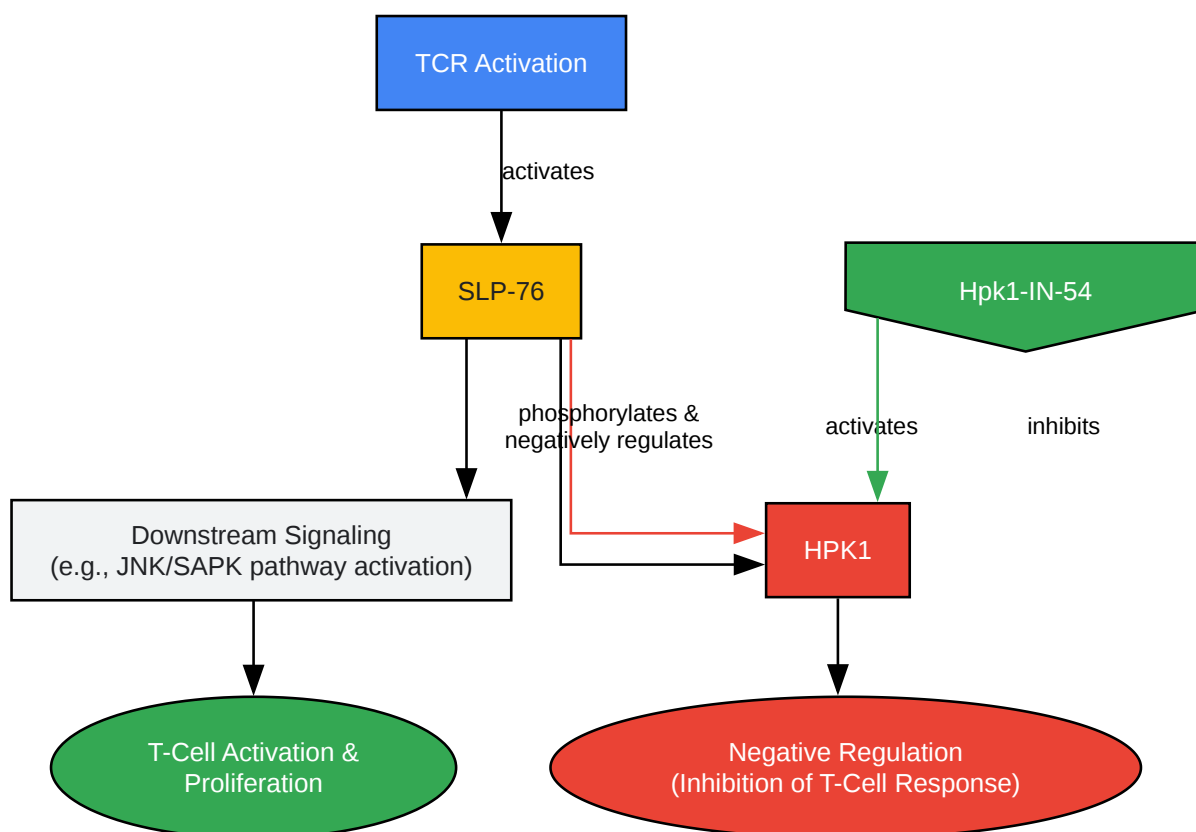 TCR Activation
activates
SLP-76
Hpk1-IN-54
phosphorylates &
negatively regulates
activates
inhibits
Downstream Signaling
(e.g., JNK/SAPK pathway activation)
HPK1
T-Cell Activation &
Proliferation
Negative Regulation
(Inhibition of T-Cell Response)